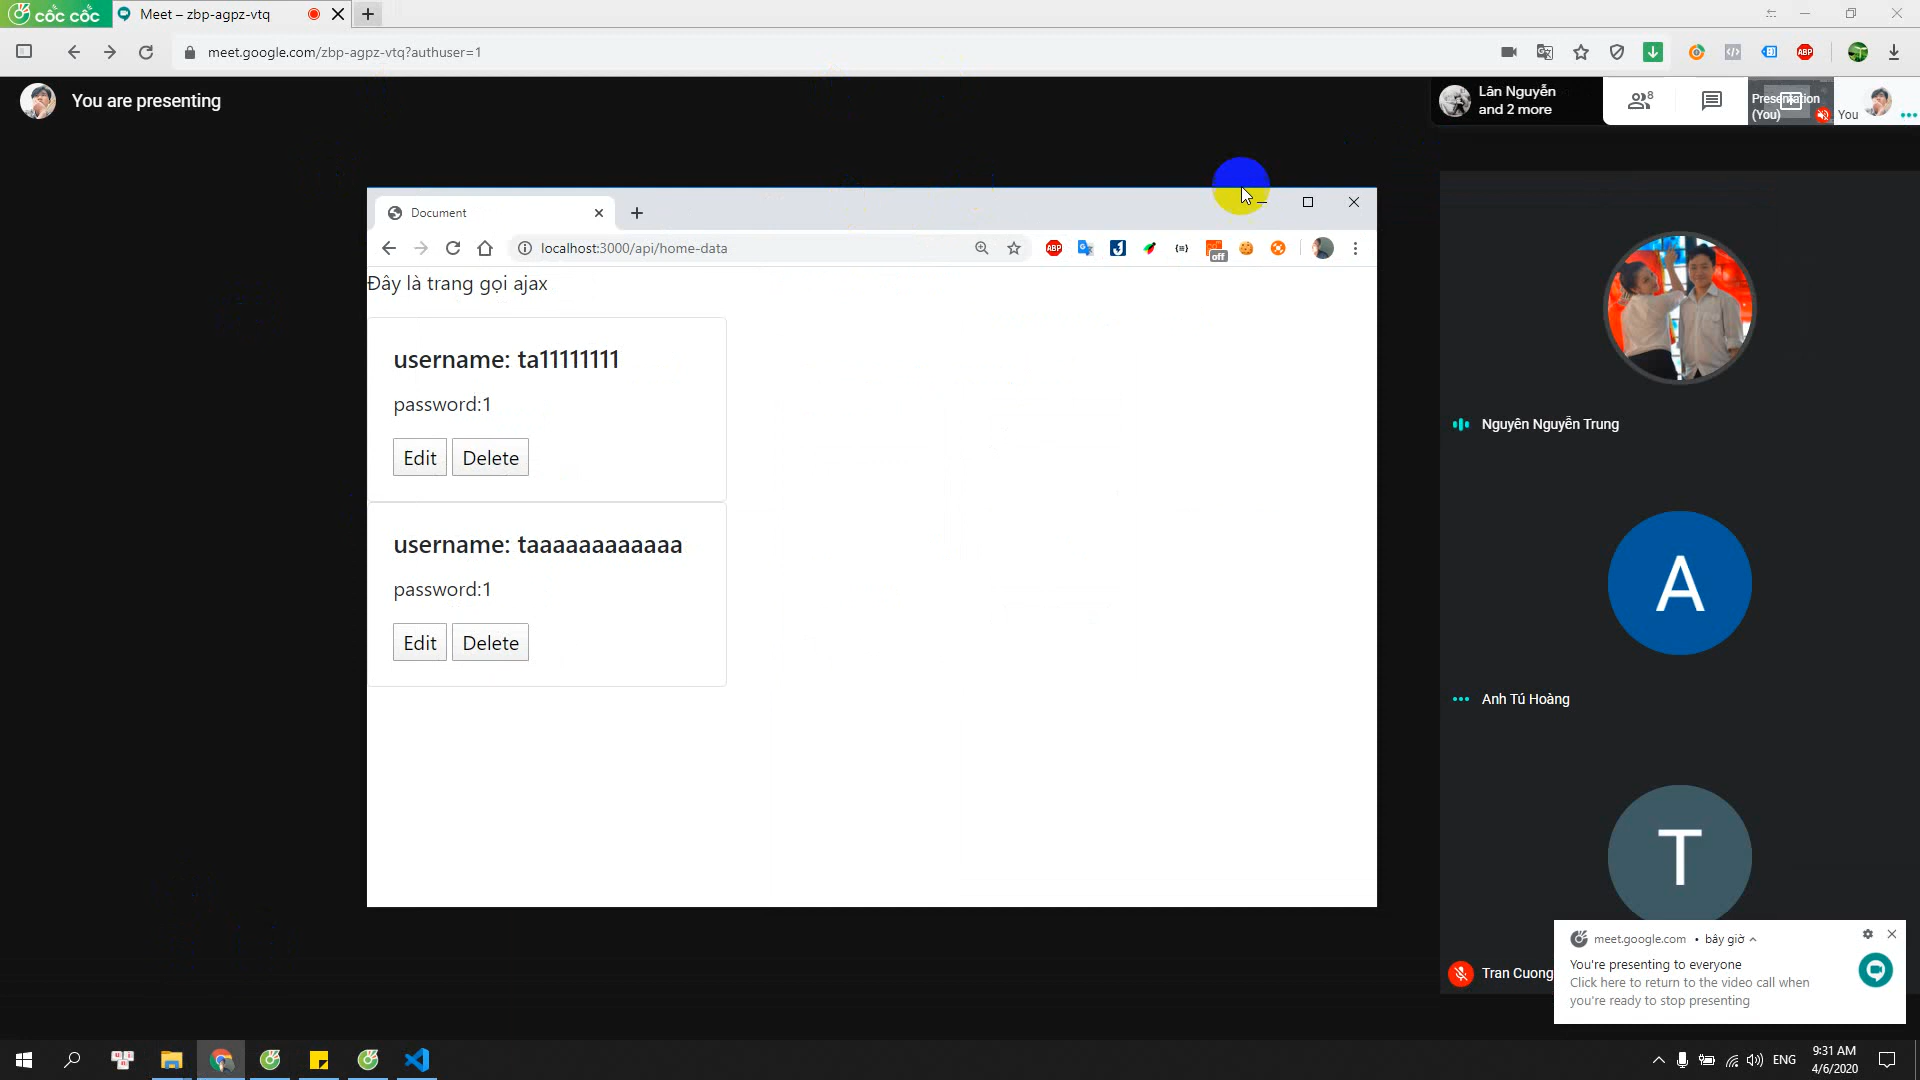 cốc cốc
Meet – zbp-agpz-vtq
meet.google.com/zbp-agpz-vtq?authuser=1
ABP
You are presenting
Lân Nguyễn
and 2 more
8
Presentation
(You)
You
Document
localhost:3000/api/home-data
ABP
off
Đây là trang gọi ajax
username: ta11111111
password:1
Edit
Delete
username: taaaaaaaaaaaa
password:1
Edit
Delete
Nguyên Nguyễn Trung
A
Anh Tú Hoàng
T
Tran Cuong
meet.google.com • bây giờ
You're presenting to everyone
Click here to return to the video call when
you're ready to stop presenting
ENG
9:31 AM
4/6/2020